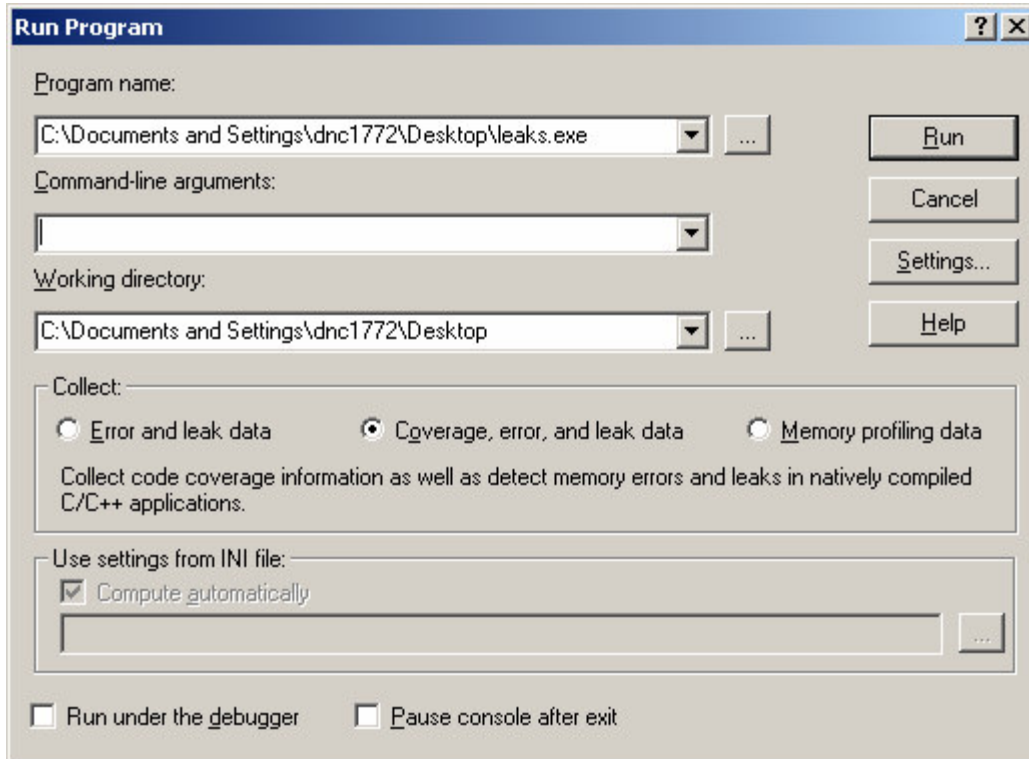 Run Program
Program name:
C:\Documents and Settings\dnc1772\Desktop\leaks.exe
...
Run
Command-line arguments:
Cancel
Settings...
Working directory:
C:\Documents and Settings\dnc1772\Desktop
...
Help
Collect:
Error and leak data
Coverage, error, and leak data
Memory profiling data
Collect code coverage information as well as detect memory errors and leaks in natively compiled
C/C++ applications.
Use settings from INI file:
Compute automatically
...
Run under the debugger
Pause console after exit